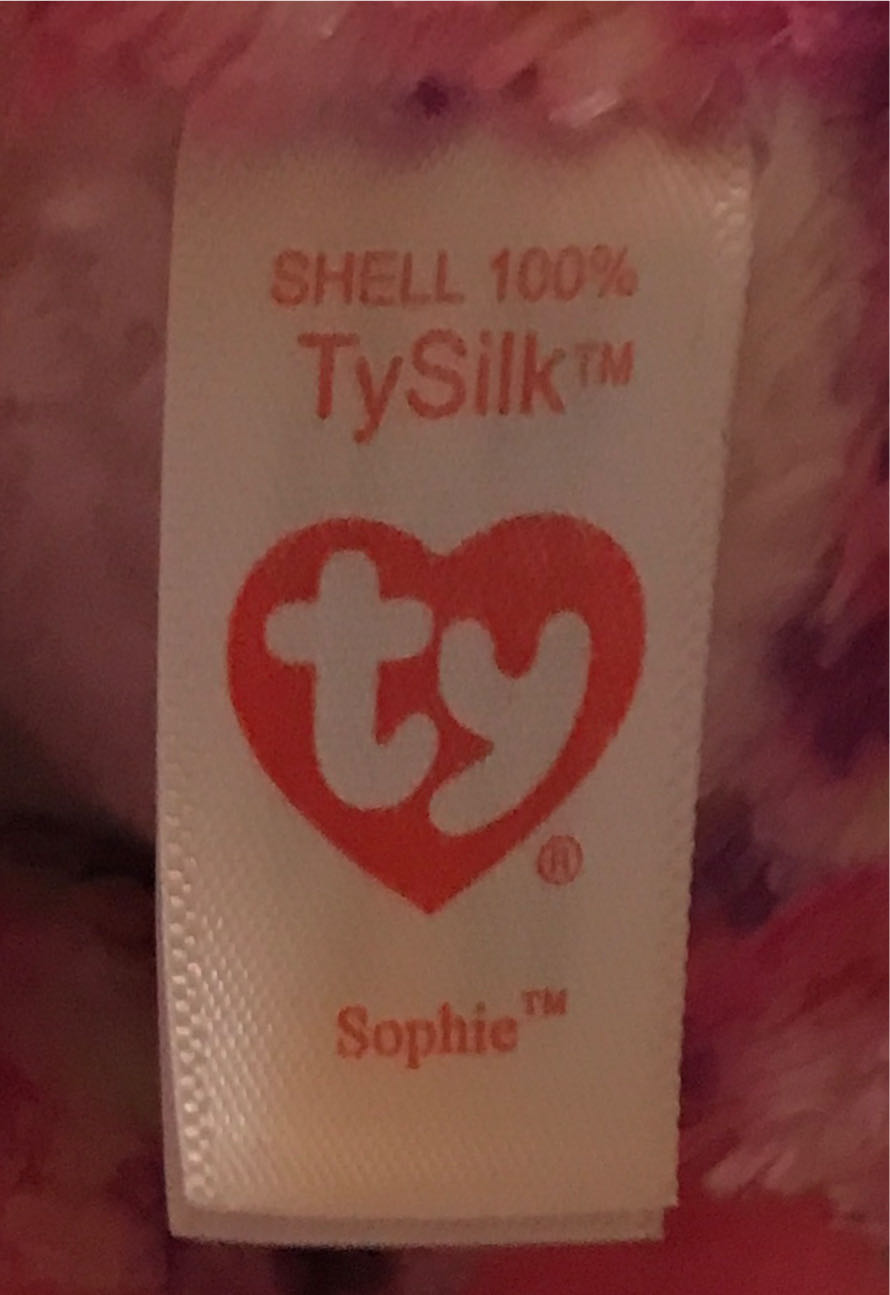 SHELL 100%
TySilk™
ty
®
Sophie™